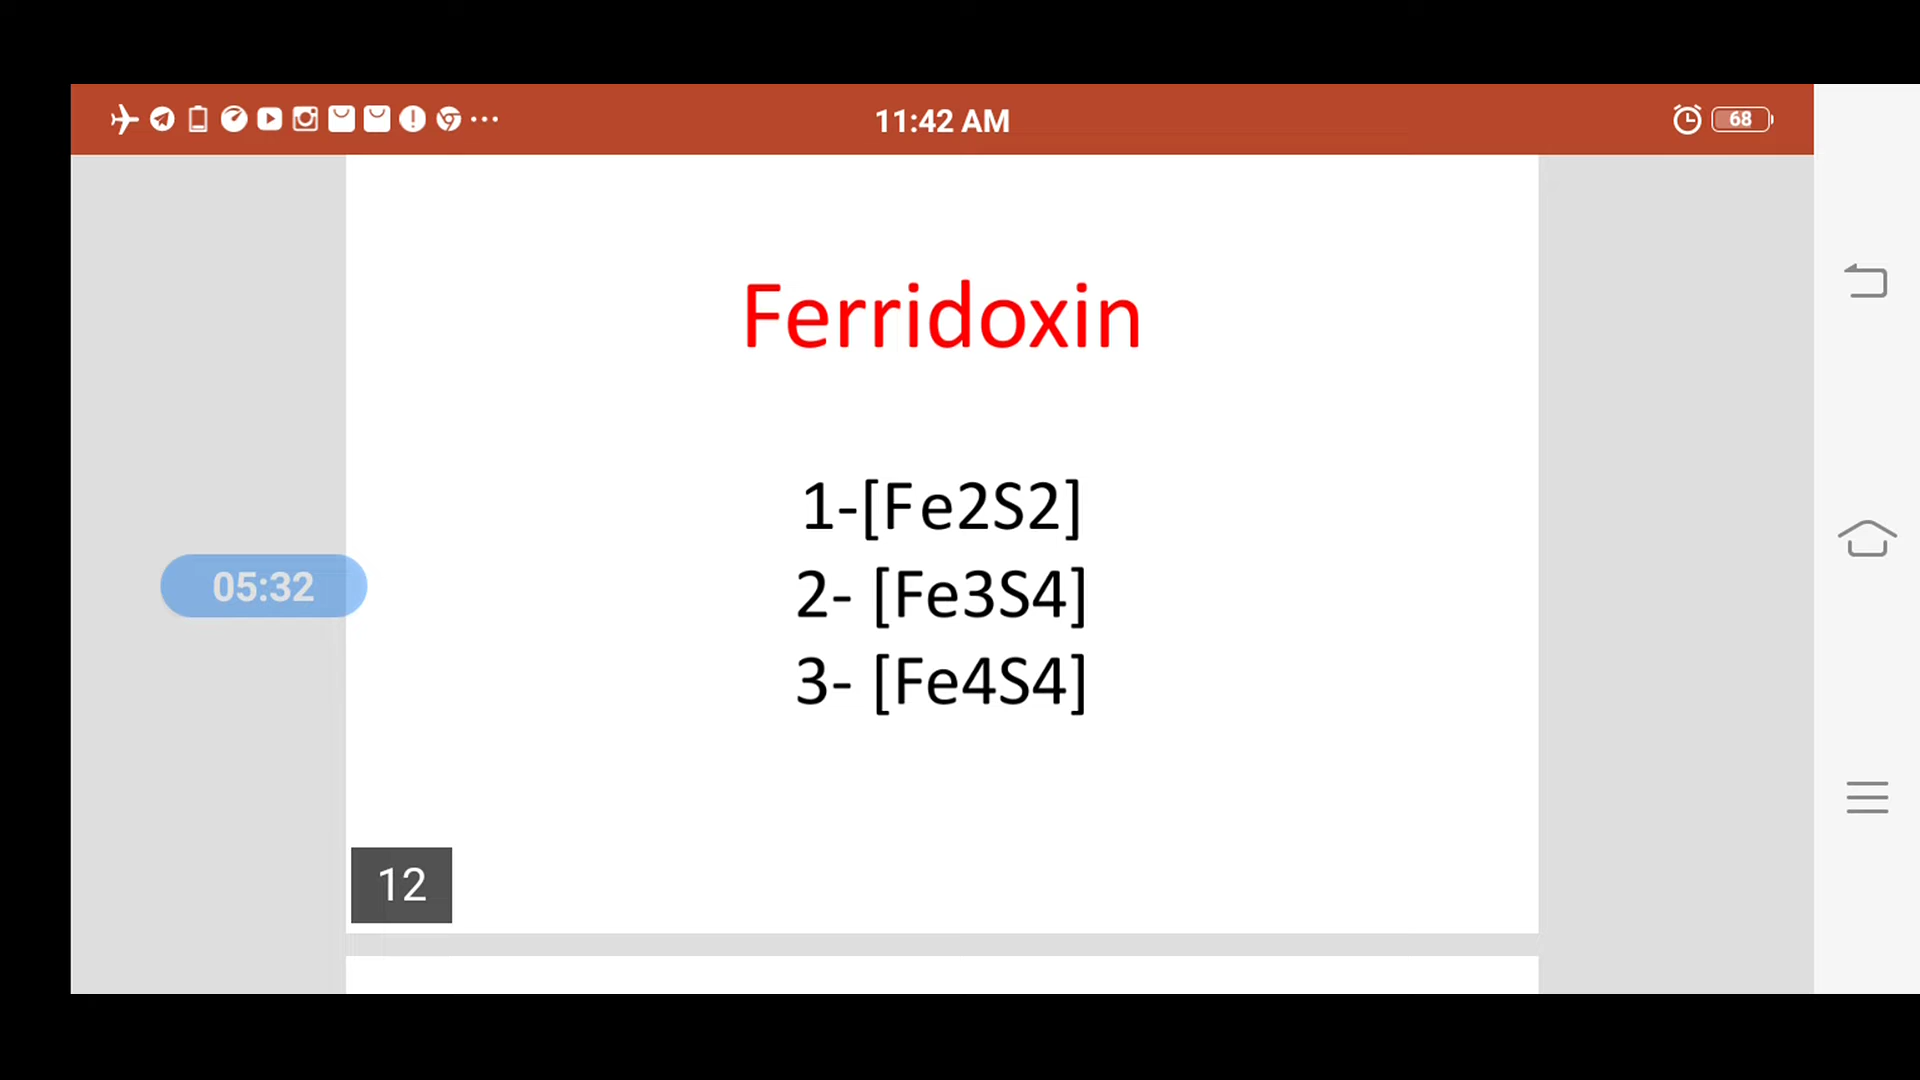 11:42 AM
68
Ferridoxin
1-[Fe2S2]
2- [Fe3S4]
05:32
3- [Fe4S4]
12